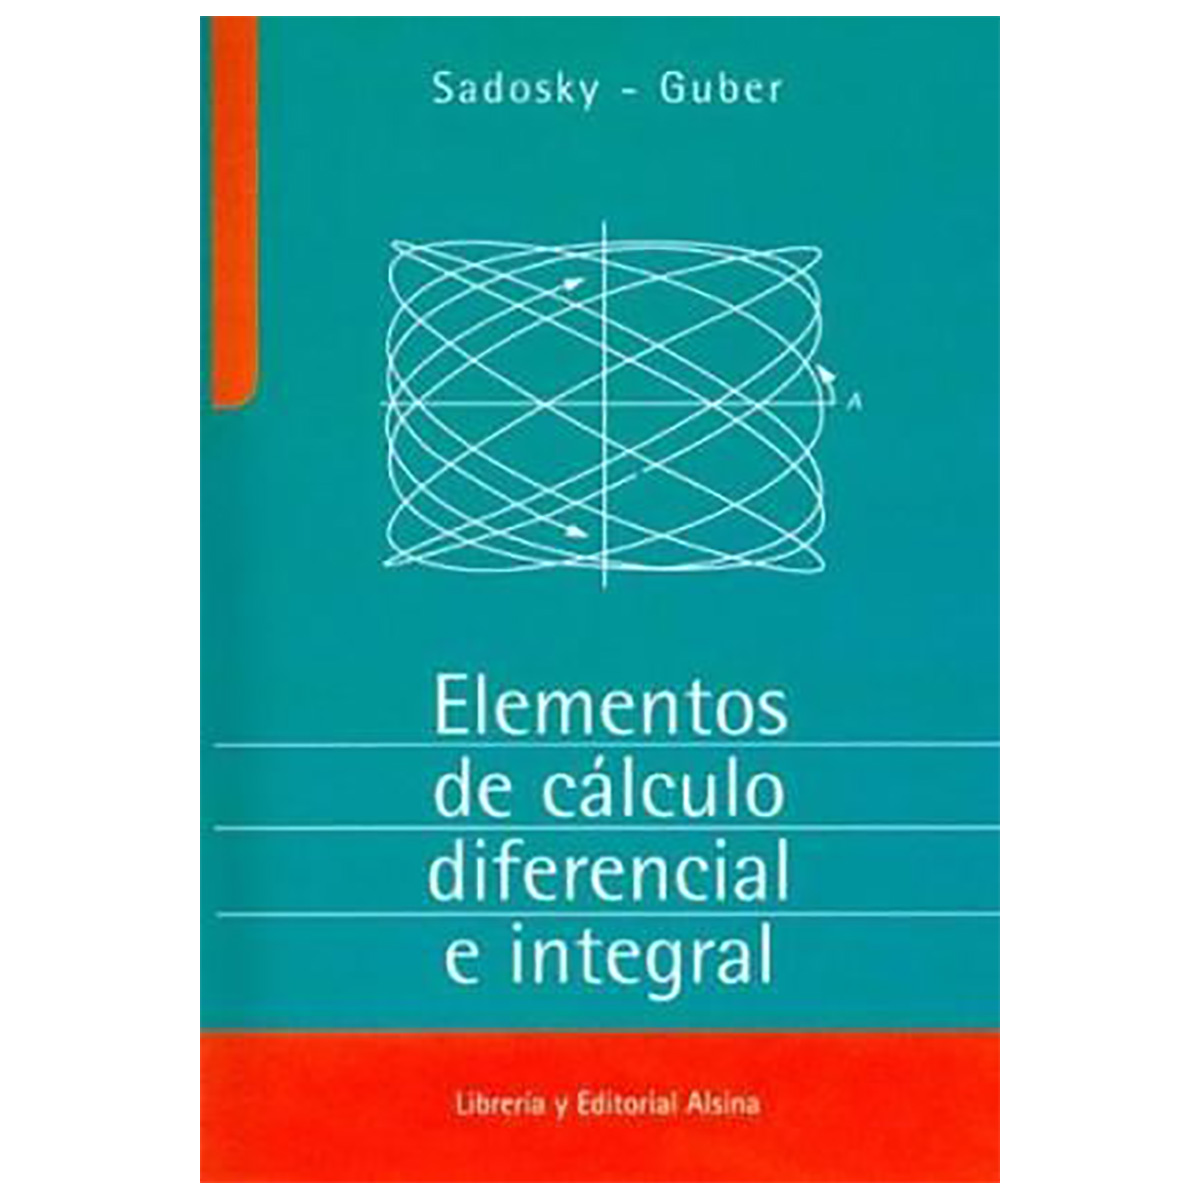 Sadosky - Guber
A
Elementos
de cálculo
diferencial
e integral
Librería y Editorial Alsina